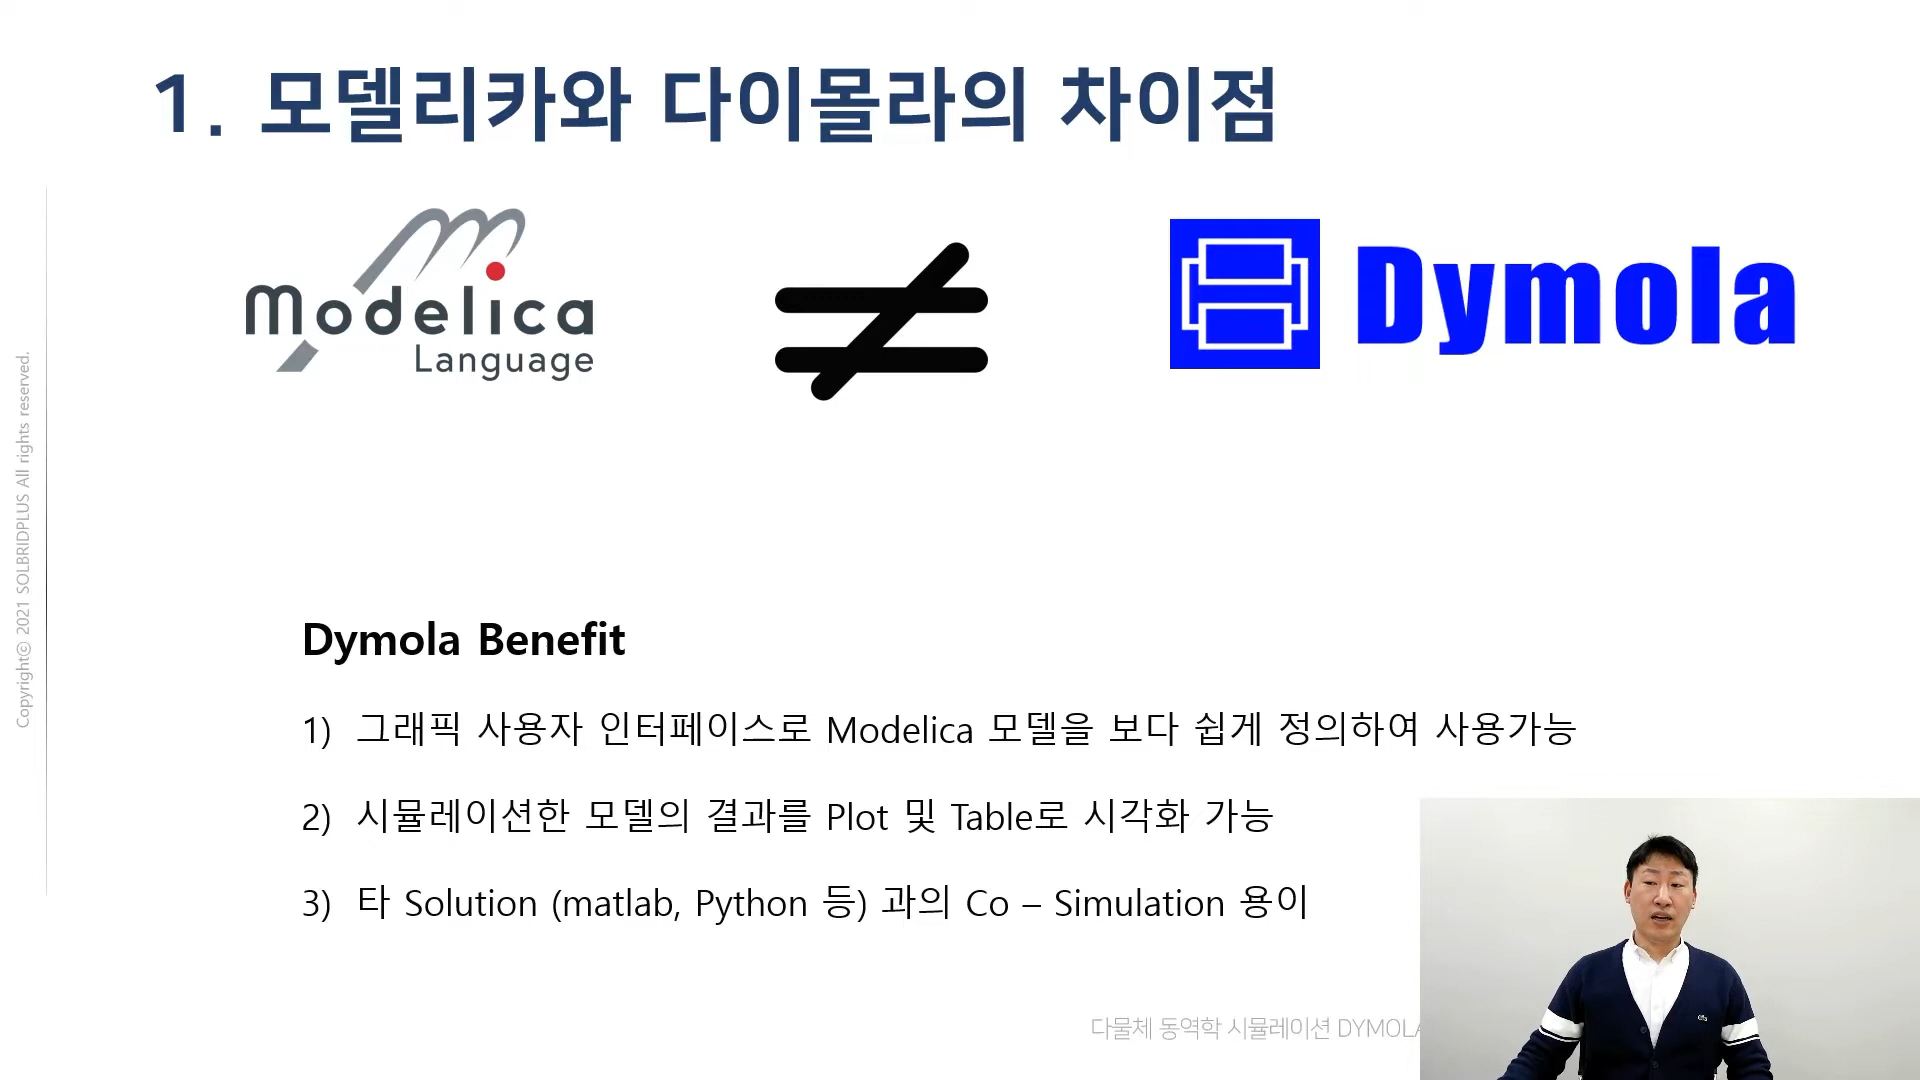 1. 모델리카와 다이몰라의 차이점
Modelica
Language
Dymola
Dymola Benefit
1) 그래픽 사용자 인터페이스로 Modelica 모델을 보다 쉽게 정의하여 사용가능
2) 시뮬레이션한 모델의 결과를 Plot 및 Table로 시각화 가능
3) 타 Solution (matlab, Python 등) 과의 Co – Simulation 용이
다물체 동역학 시뮬레이션 DYMOLA
Copyright© 2021 SOLBRIDPLUS All rights reserved.